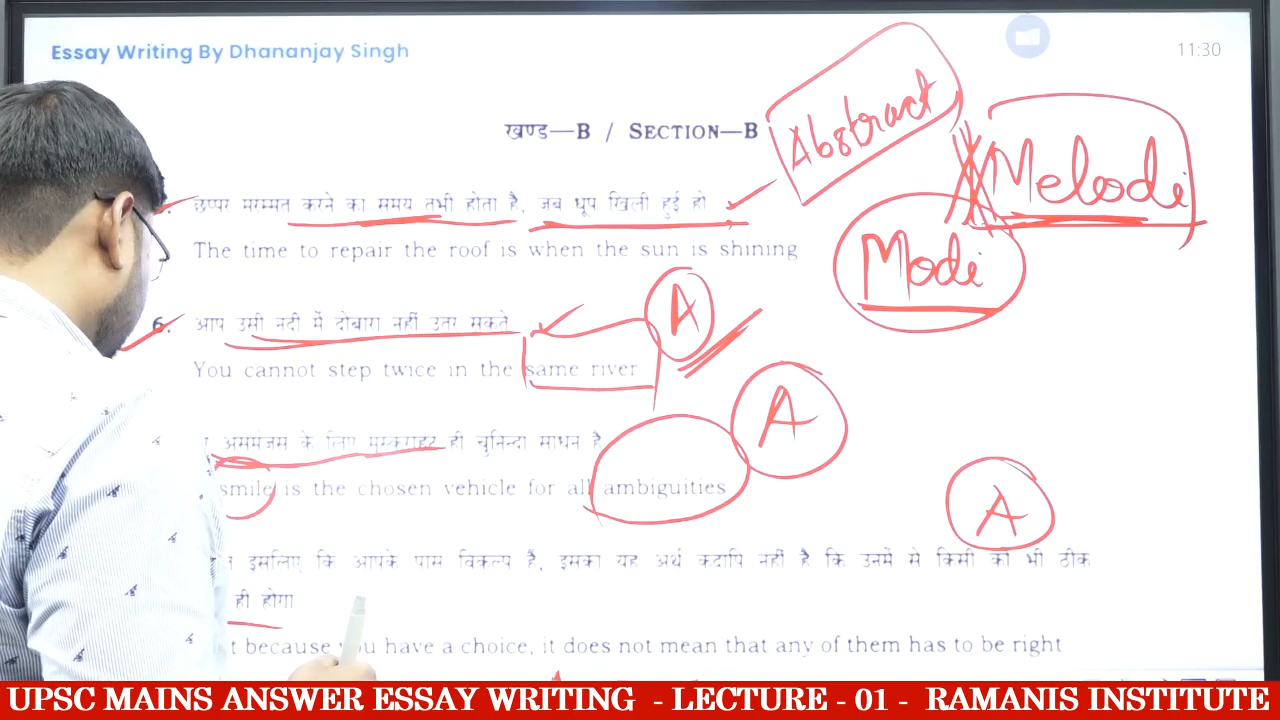 Essay Writing By Dhananjay Singh
11:30
Abstract
Melodi
खण्ड—B / SECTION—B
छप्पर मरम्मत करने का समय तभी होता है, जब धूप खिली हुई हो
The time to repair the roof is when the sun is shining
Modi
A
6. आप उसी नदी में दोबारा नहीं उतर सकते
You cannot step twice in the same river
A
असमंजस के लिए मुस्कराहट ही चुनिन्दा साधन है
smile is the chosen vehicle for all ambiguities
A
इसलिए कि आपके पास विकल्प है, इसका यह अर्थ कदापि नहीं है कि उनमें से किसी को भी ठीक
ही होगा
because you have a choice, it does not mean that any of them has to be right
UPSC MAINS ANSWER ESSAY WRITING - LECTURE - 01 - RAMANIS INSTITUTE